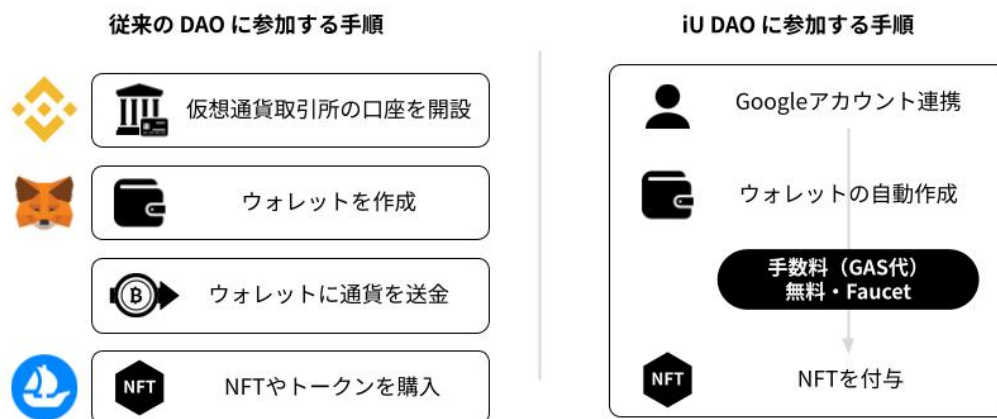 従来の DAO に参加する手順
仮想通貨取引所の口座を開設
ウォレットを作成
B
ウォレットに通貨を送金
NFT
NFTやトークンを購入
iU DAO に参加する手順
Googleアカウント連携
ウォレットの自動作成
手数料（GAS代）
無料・Faucet
NFT
NFTを付与